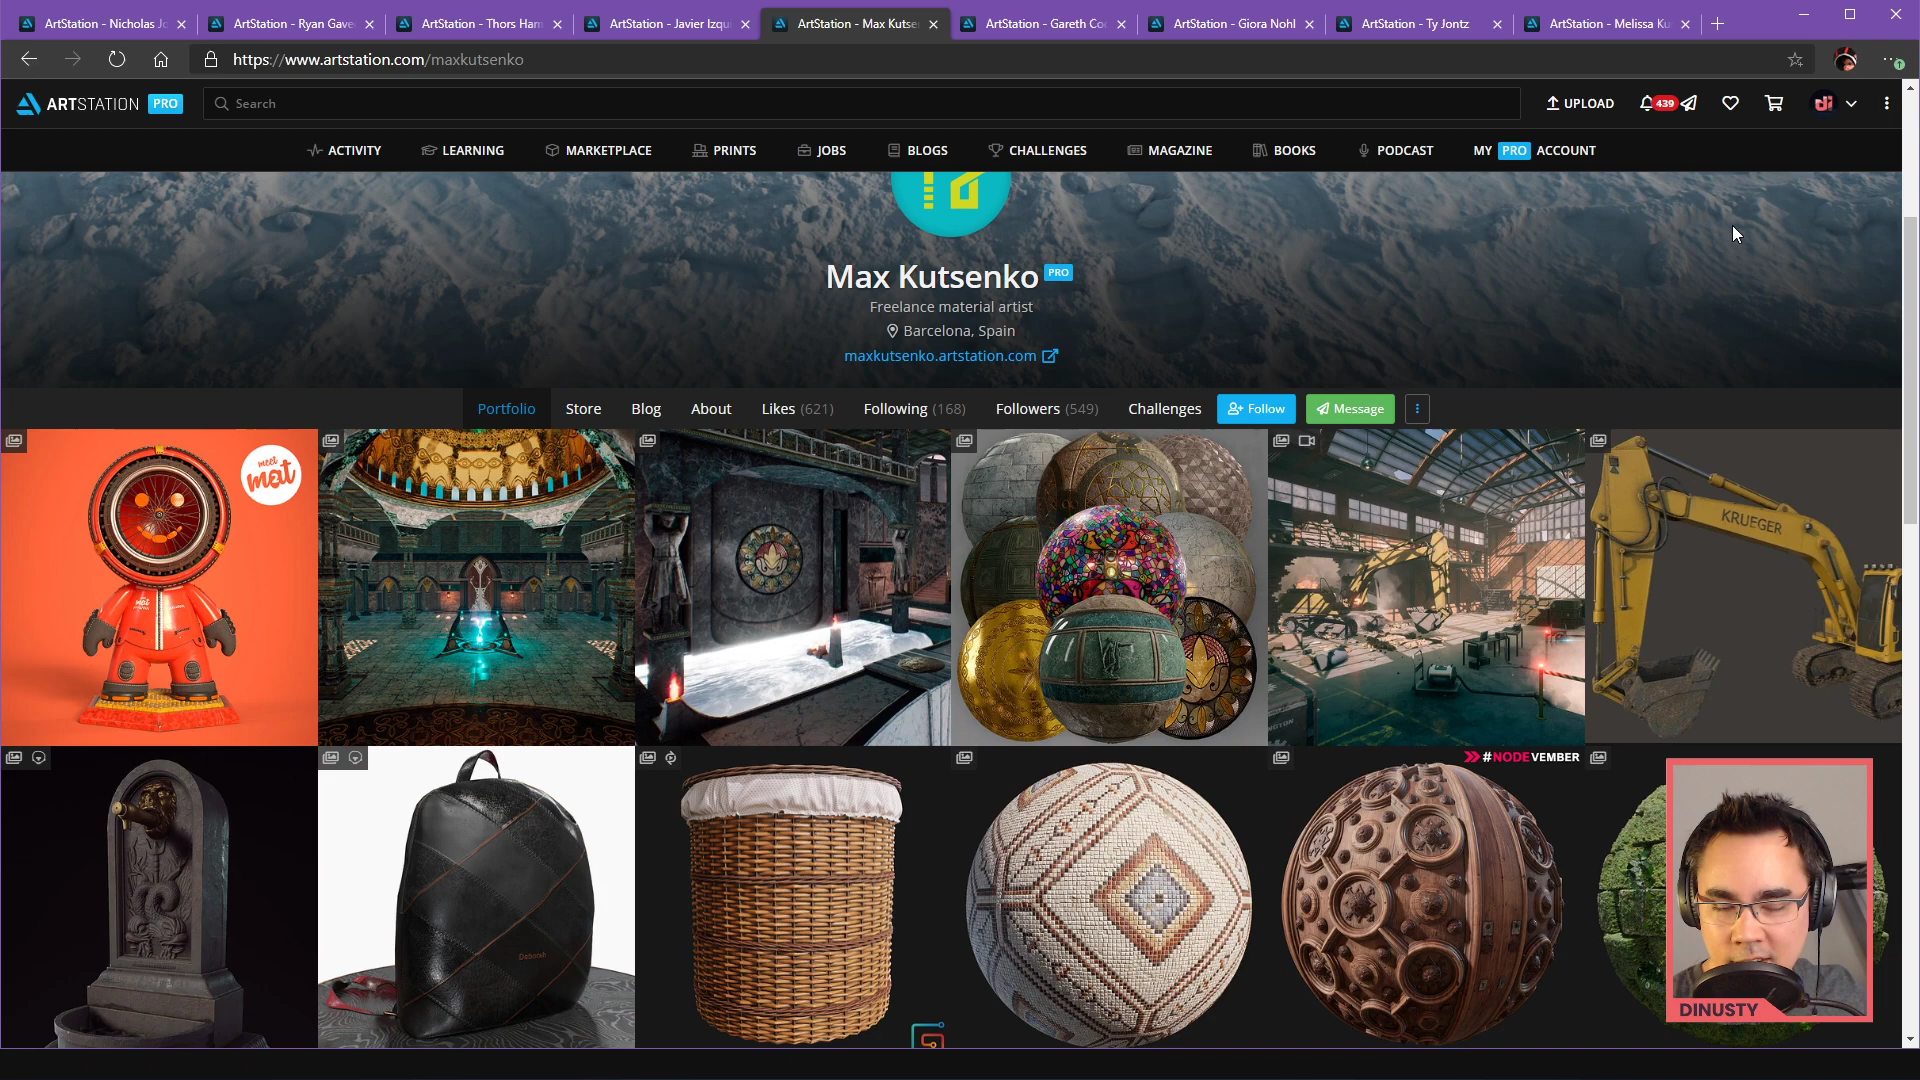 ArtStation - Nicholas Jo
ArtStation - Ryan Gave
ArtStation - Thors Ham
ArtStation - Javier Izqu
ArtStation - Max Kutse
ArtStation - Gareth Co
ArtStation - Giora Nohl
ArtStation - Ty Jontz
ArtStation - Melissa Ku
https://www.artstation.com/maxkutsenko
ARTSTATION PRO
Search
UPLOAD
439
di
ACTIVITY
LEARNING
MARKETPLACE
PRINTS
JOBS
BLOGS
CHALLENGES
MAGAZINE
BOOKS
PODCAST
MY PRO ACCOUNT
Max Kutsenko PRO
Freelance material artist
Barcelona, Spain
maxkutsenko.artstation.com
Portfolio
Store
Blog
About
Likes (621)
Following (168)
Followers (549)
Challenges
Follow
Message
meet
mat
KRUEGER
#NODEVEMBER
DINUSTY